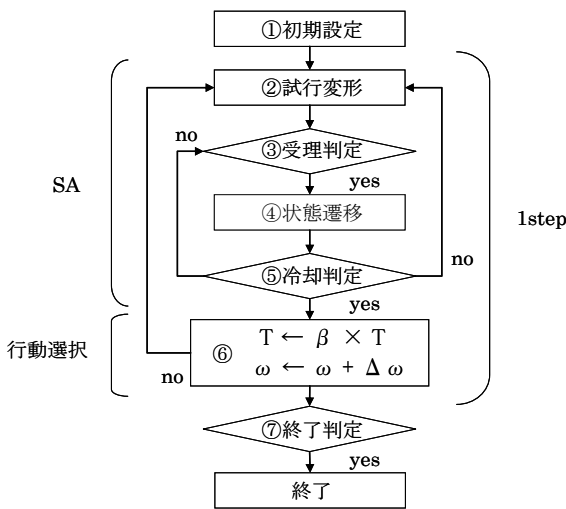 ①初期設定
②試行変形
no
③受理判定
yes
SA
④状態遷移
1step
⑤冷却判定
no
yes
行動選択
⑥
T ← β × T
ω ← ω + Δ ω
no
⑦終了判定
yes
終了